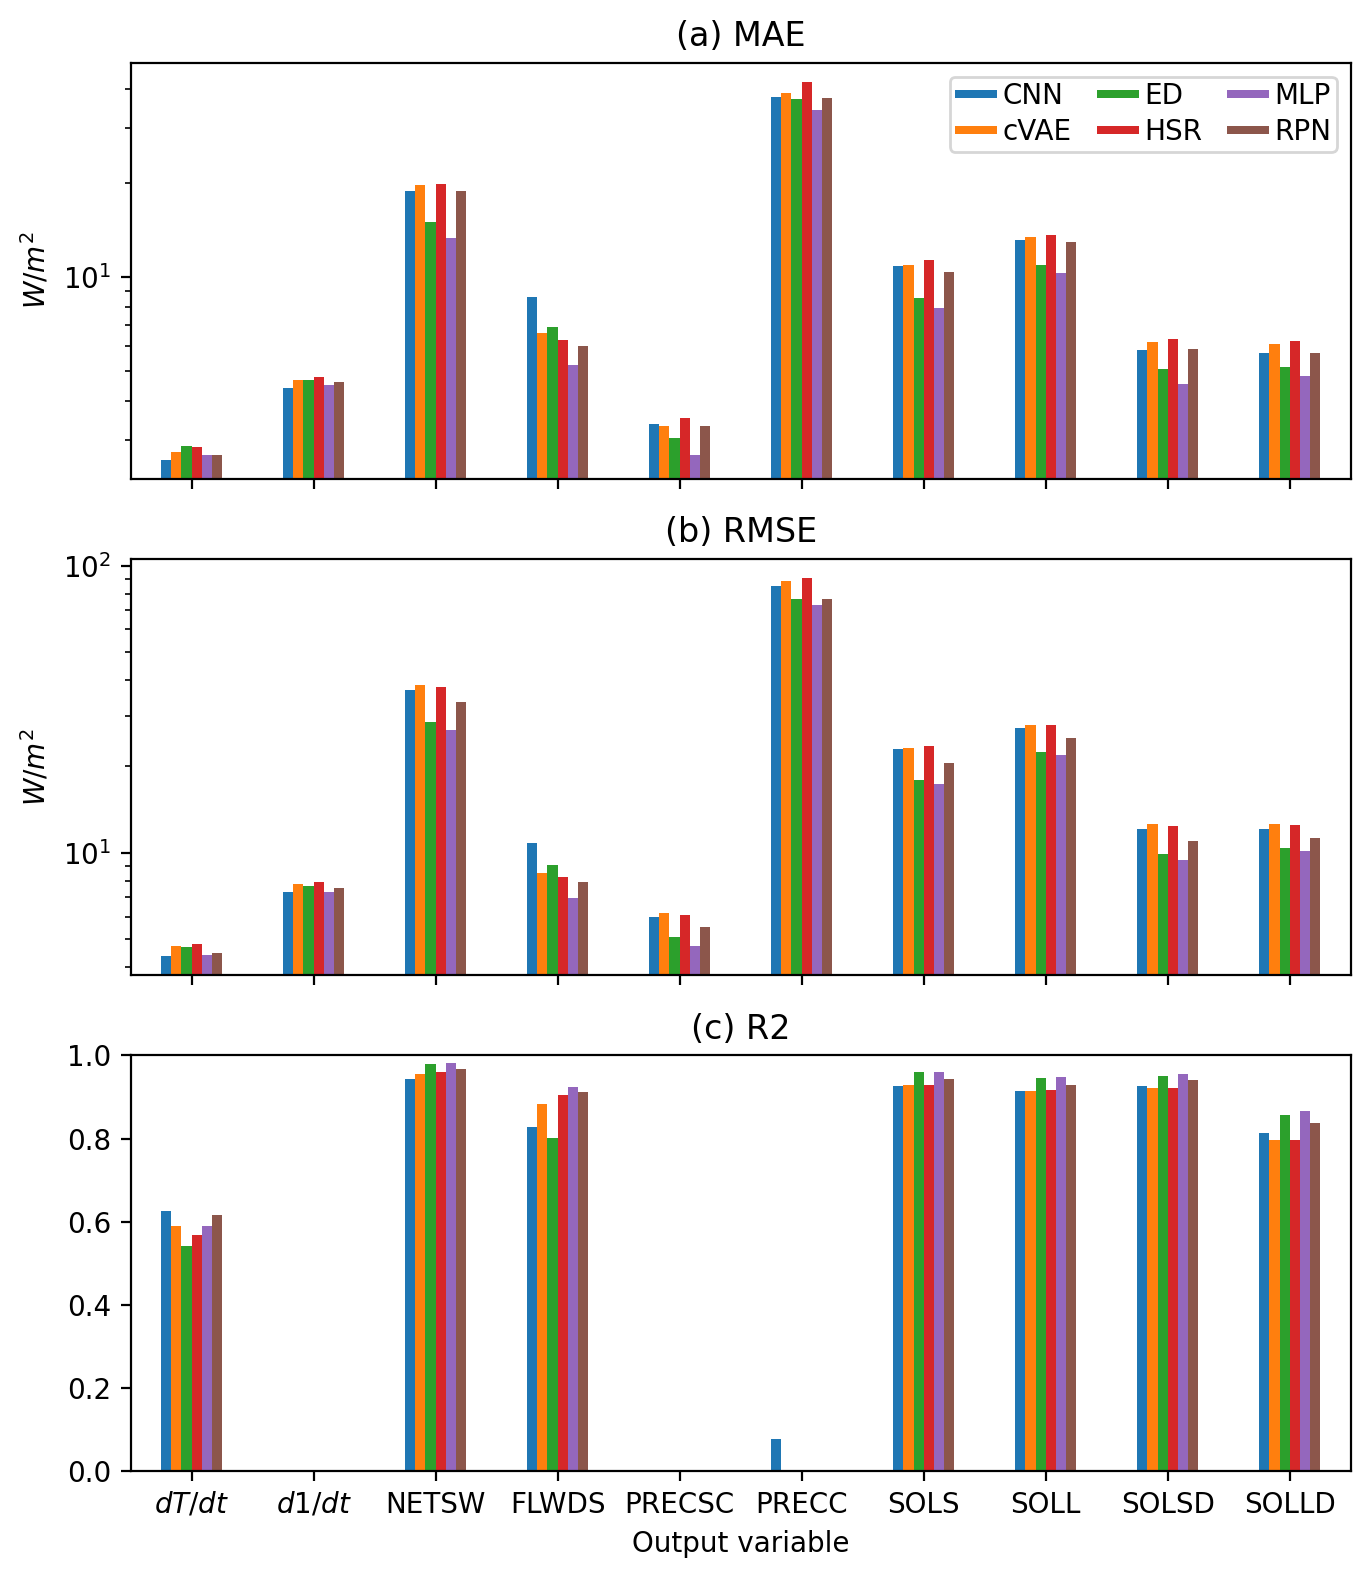 (a) MAE
CNN ED MLP
cVAE HSR RPN
W/m²
10¹
(b) RMSE
10²
W/m²
10¹
(c) R2
1.0
0.8
0.6
0.4
0.2
0.0
dT/dt d1/dt NETSW FLWDS PRECSC PRECC SOLS SOLL SOLSD SOLLD
Output variable